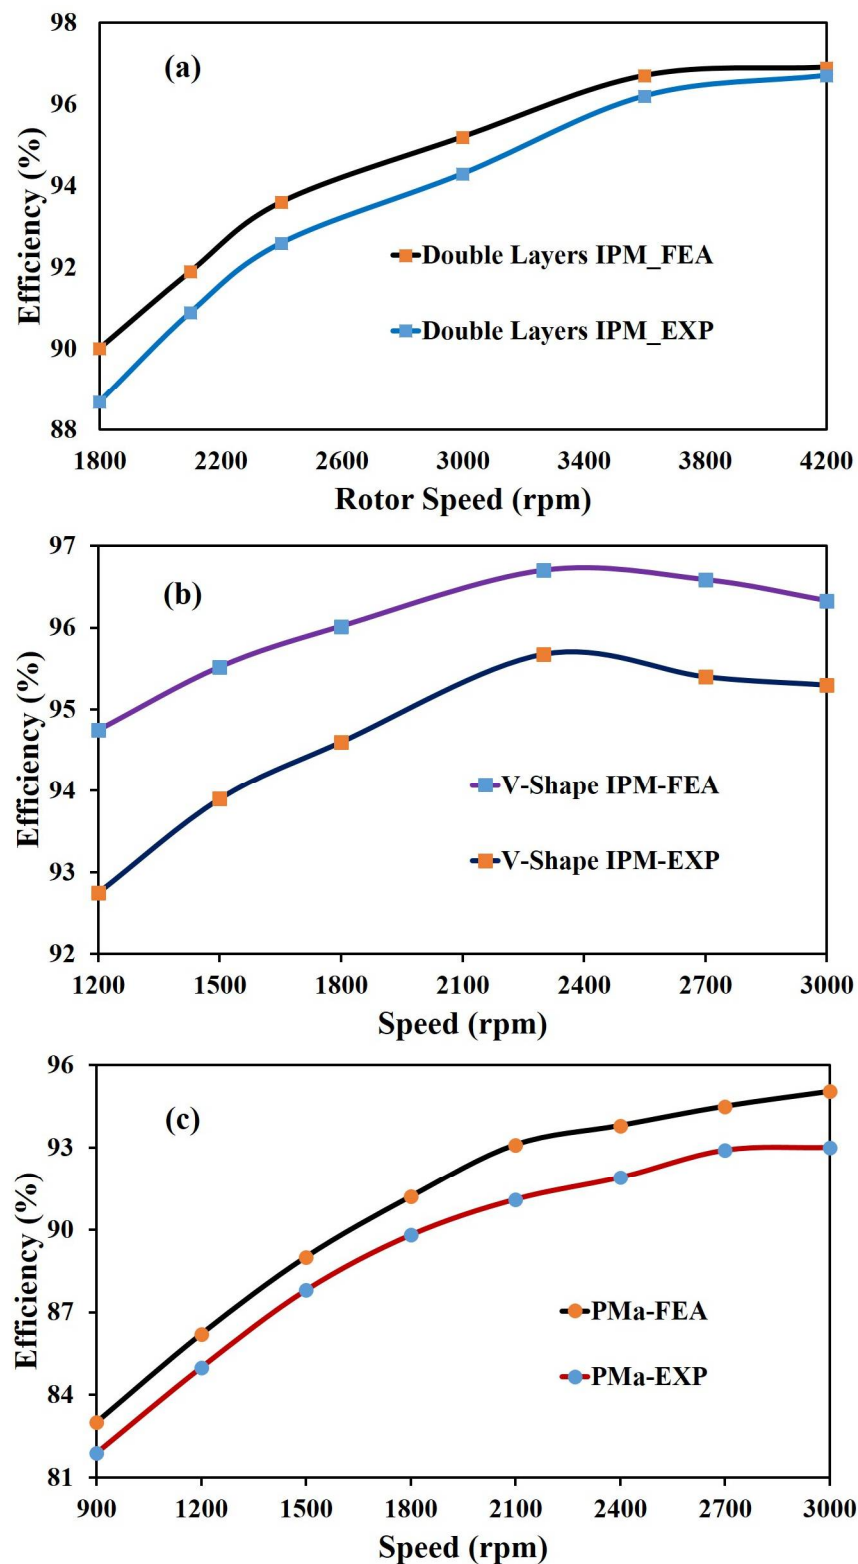 98
(a)
96
94
92
90
88
Efficiency (%)
Double Layers IPM_FEA
Double Layers IPM_EXP
1800 2200 2600 3000 3400 3800 4200
Rotor Speed (rpm)
97
(b)
96
95
94
93
92
Efficiency (%)
V-Shape IPM-FEA
V-Shape IPM-EXP
1200 1500 1800 2100 2400 2700 3000
Speed (rpm)
96
(c)
93
90
87
84
81
Efficiency (%)
PMa-FEA
PMa-EXP
900 1200 1500 1800 2100 2400 2700 3000
Speed (rpm)